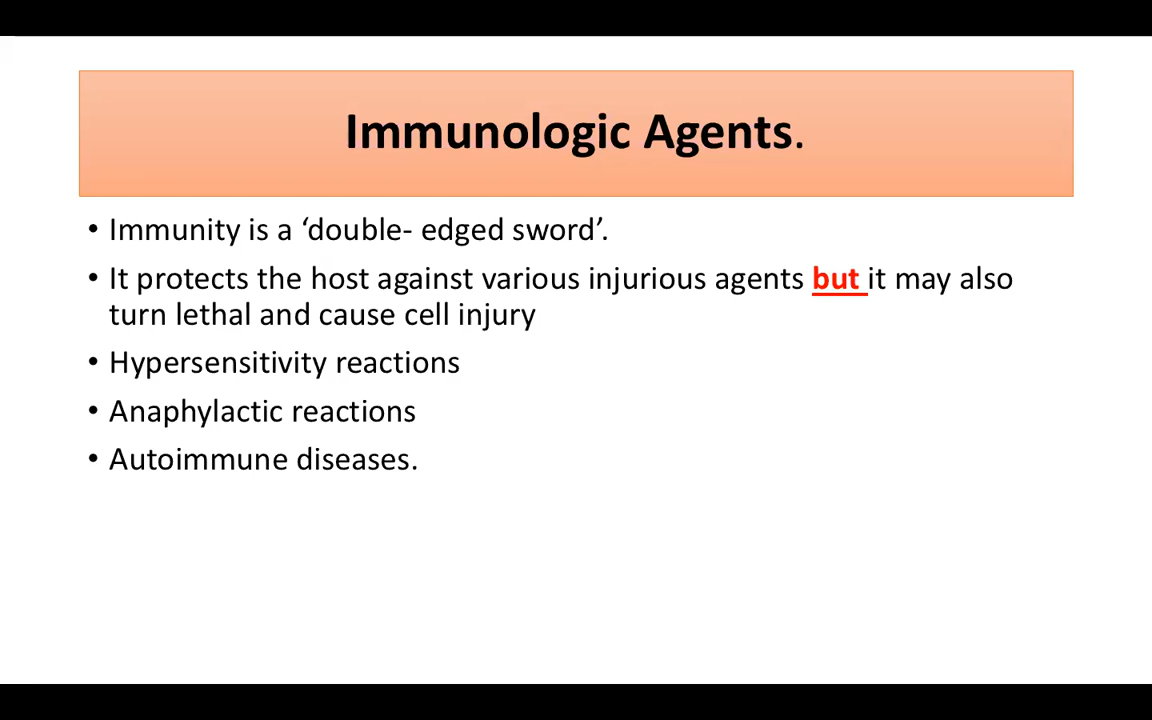 Immunologic Agents.
• Immunity is a ‘double- edged sword’.
• It protects the host against various injurious agents but it may also
turn lethal and cause cell injury
• Hypersensitivity reactions
• Anaphylactic reactions
• Autoimmune diseases.